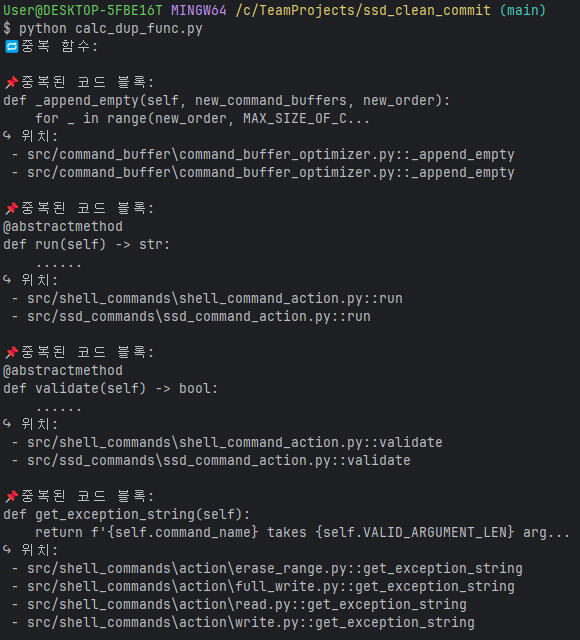 User@DESKTOP-5FBE16T MINGW64 /c/TeamProjects/ssd_clean_commit (main)
$ python calc_dup_func.py
🔁중복 함수:
📌중복된 코드 블록:
def _append_empty(self, new_command_buffers, new_order):
    for _ in range(new_order, MAX_SIZE_OF_C...
↪ 위치:
 - src/command_buffer\command_buffer_optimizer.py::_append_empty
 - src/command_buffer\command_buffer_optimizer.py::_append_empty
📌중복된 코드 블록:
@abstractmethod
def run(self) -> str:
    ......
↪ 위치:
 - src/shell_commands\shell_command_action.py::run
 - src/ssd_commands\ssd_command_action.py::run
📌중복된 코드 블록:
@abstractmethod
def validate(self) -> bool:
    ......
↪ 위치:
 - src/shell_commands\shell_command_action.py::validate
 - src/ssd_commands\ssd_command_action.py::validate
📌중복된 코드 블록:
def get_exception_string(self):
    return f'{self.command_name} takes {self.VALID_ARGUMENT_LEN} arg...
↪ 위치:
 - src/shell_commands\action\erase_range.py::get_exception_string
 - src/shell_commands\action\full_write.py::get_exception_string
 - src/shell_commands\action\read.py::get_exception_string
 - src/shell_commands\action\write.py::get_exception_string